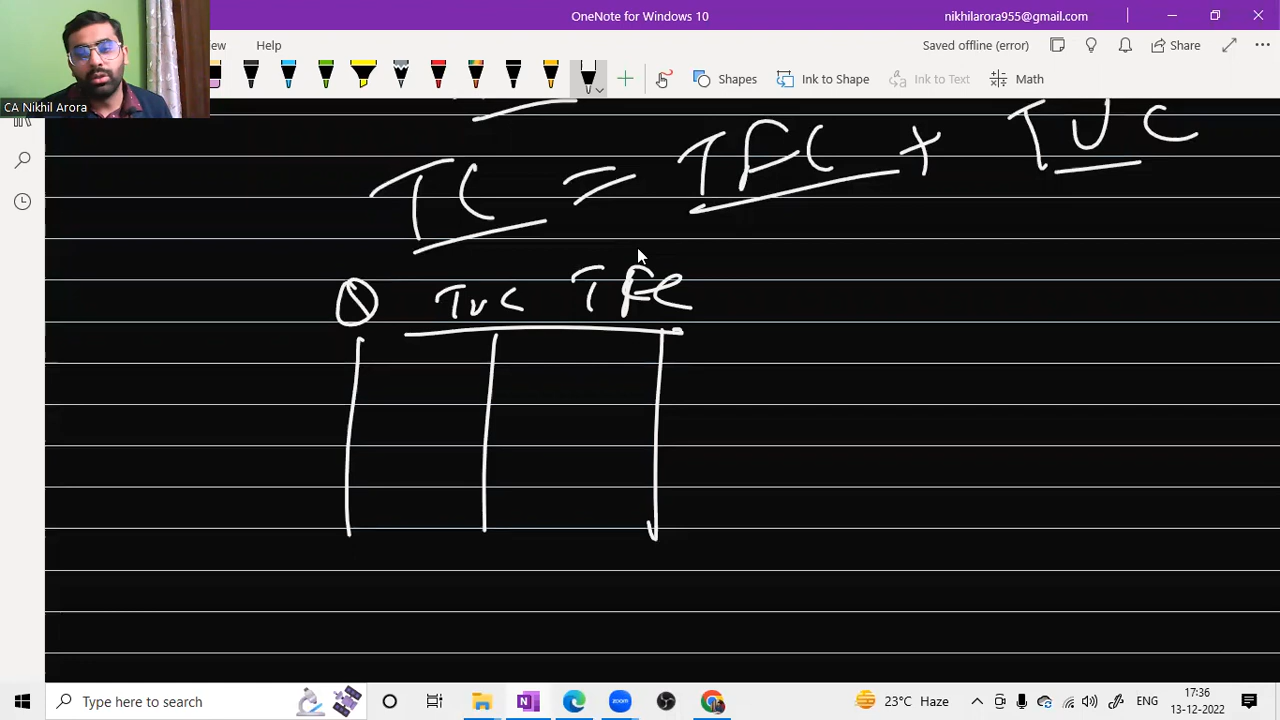 OneNote for Windows 10
nikhilarora955@gmail.com
Help
Saved offline (error)
Share
Shapes
Ink to Shape
Ink to Text
Math
CA Nikhil Arora
TC = TFC + TVC
Q TVC TFC
Type here to search
23°C Haze
ENG
17:36
13-12-2022